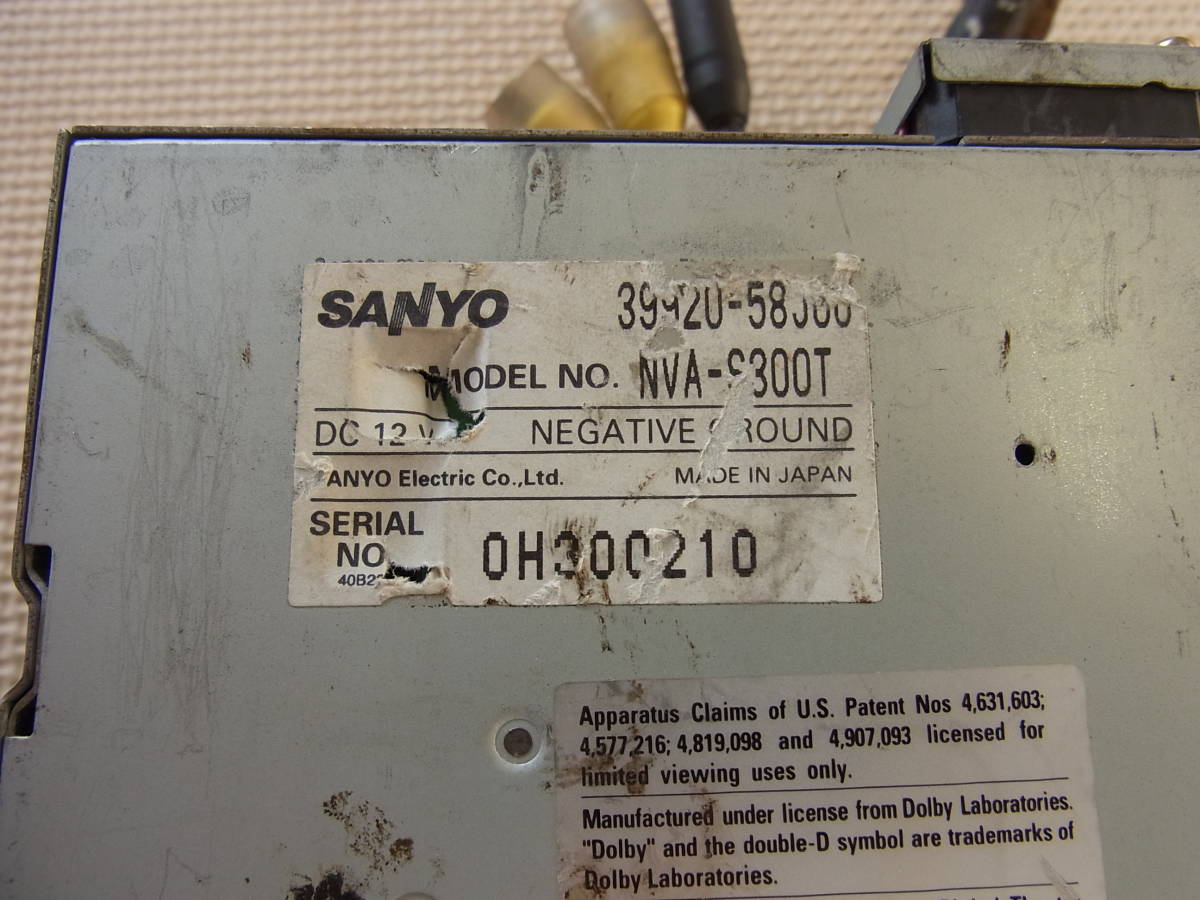 SANYO
MODEL NO.
DC 12 V NEGATIVE GROUND
SANYO Electric Co.,Ltd. MADE IN JAPAN
SERIAL
NO. 0H300210
Apparatus Claims of U.S. Patent Nos 4,631,603;
4,577,216; 4,819,098 and 4,907,093 licensed for
limited viewing uses only.
Manufactured under license from Dolby Laboratories.
"Dolby" and the double-D symbol are trademarks of
Dolby Laboratories.